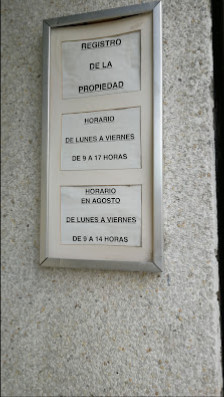 REGISTRO
DE LA
PROPIEDAD
HORARIO
DE LUNES A VIERNES
DE 9 A 17 HORAS
HORARIO
EN AGOSTO
DE LUNES A VIERNES
DE 9 A 14 HORAS